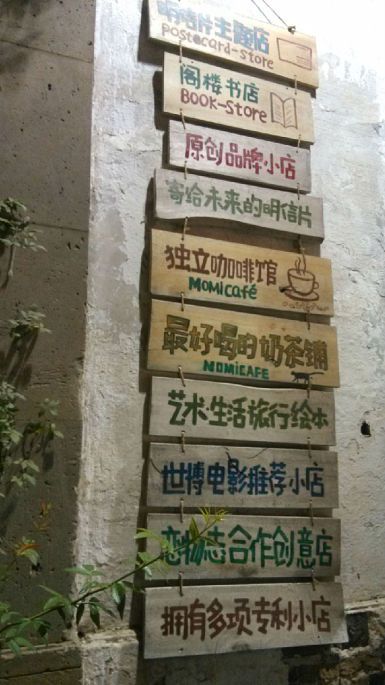 明信片主题店
Postcard-store
阁楼书店
BOOK-Store
原创品牌小店
寄给未来的明信片
独立咖啡馆
MOMicafé
最好喝的奶茶铺
MOMICAFE
艺术·生活旅行绘本
世博电影推荐小店
恋物志合作创意店
拥有多项专利小店